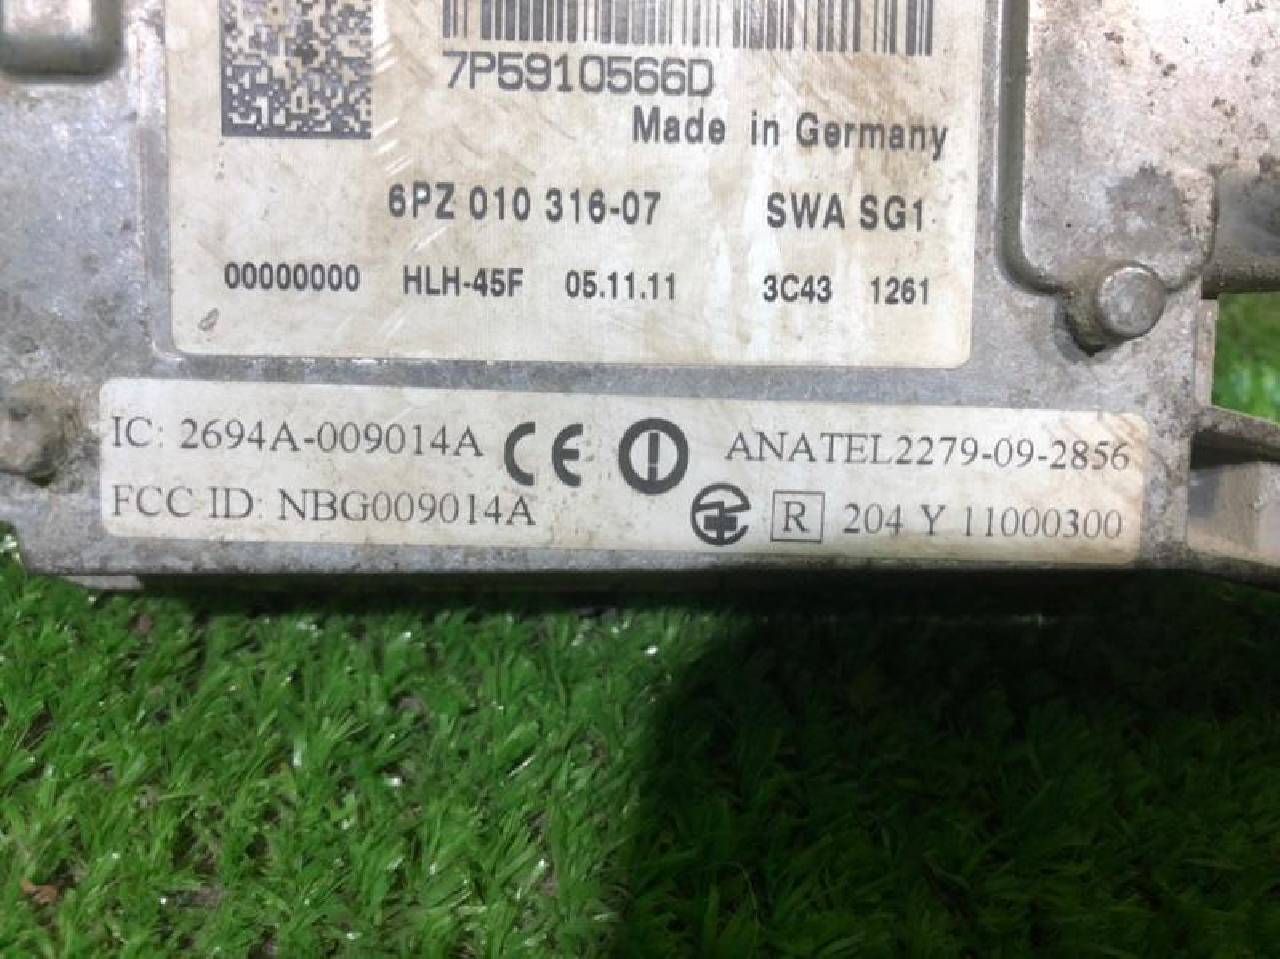 7P5910566D
Made in Germany
6PZ 010 316-07 SWA SG1
00000000 HLH-45F 05.11.11 3C43 1261
IC: 2694A-009014A CE ANATEL2279-09-2856
FCC ID: NBG009014A R 204 Y 11000300